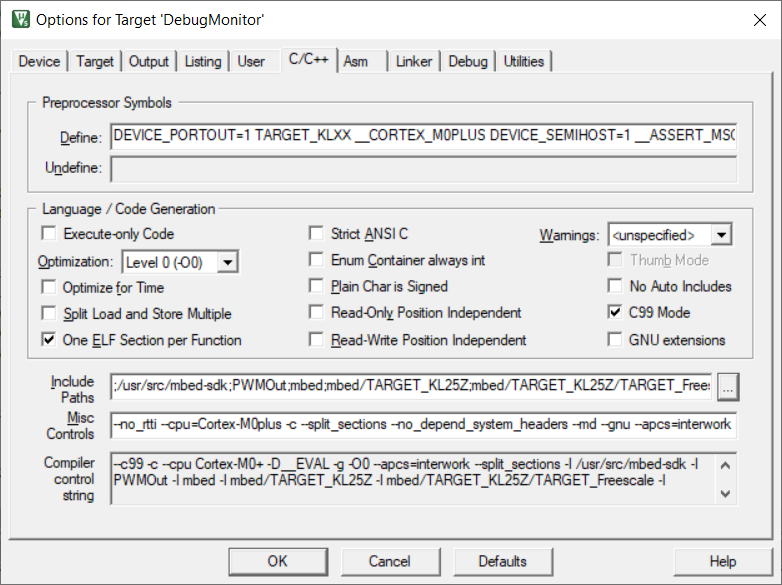 Options for Target 'DebugMonitor'
Device Target Output Listing User C/C++ Asm Linker Debug Utilities
Preprocessor Symbols
Define: DEVICE_PORTOUT=1 TARGET_KLXX __CORTEX_M0PLUS DEVICE_SEMIHOST=1 __ASSERT_MSG
Undefine:
Language / Code Generation
Execute-only Code
Strict ANSI C
Warnings: <unspecified>
Optimization: Level 0 (-O0)
Enum Container always int
Thumb Mode
Optimize for Time
Plain Char is Signed
No Auto Includes
Split Load and Store Multiple
Read-Only Position Independent
C99 Mode
One ELF Section per Function
Read-Write Position Independent
GNU extensions
Include Paths
;/usr/src/mbed-sdk;PWMOut;mbed;mbed/TARGET_KL25Z;mbed/TARGET_KL25Z/TARGET_Frees
...
Misc Controls
--no_rtti --cpu=Cortex-M0plus -c --split_sections --no_depend_system_headers --md --gnu --apcs=interwork
Compiler control string
--c99 -c --cpu Cortex-M0+ -D__EVAL -g -O0 --apcs=interwork --split_sections -I /usr/src/mbed-sdk -I
PWMOut -I mbed -I mbed/TARGET_KL25Z -I mbed/TARGET_KL25Z/TARGET_Freescale -I
OK Cancel Defaults Help